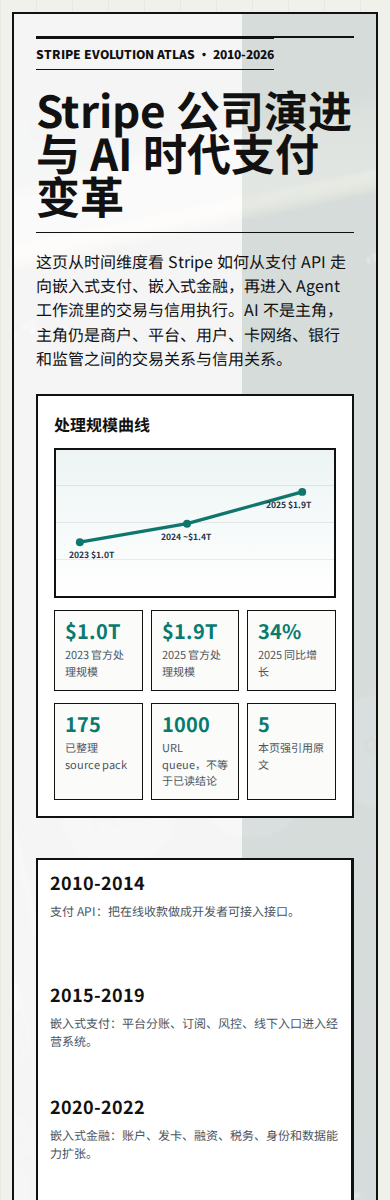 STRIPE EVOLUTION ATLAS • 2010-2026
Stripe 公司演进
与 AI 时代支付
变革
这页从时间维度看 Stripe 如何从支付 API 走
向嵌入式支付、嵌入式金融，再进入 Agent
工作流里的交易与信用执行。AI 不是主角，
主角仍是商户、平台、用户、卡网络、银行
和监管之间的交易关系与信用关系。
处理规模曲线
2025 $1.9T
2024 ~$1.4T
2023 $1.0T
$1.0T
2023 官方处
理规模
$1.9T
2025 官方处
理规模
34%
2025 同比增
长
175
已整理
source pack
1000
URL
queue，不等
于已读结论
5
本页强引用原
文
2010-2014
支付 API：把在线收款做成开发者可接入接口。
2015-2019
嵌入式支付：平台分账、订阅、风控、线下入口进入经
营系统。
2020-2022
嵌入式金融：账户、发卡、融资、税务、身份和数据能
力扩张。